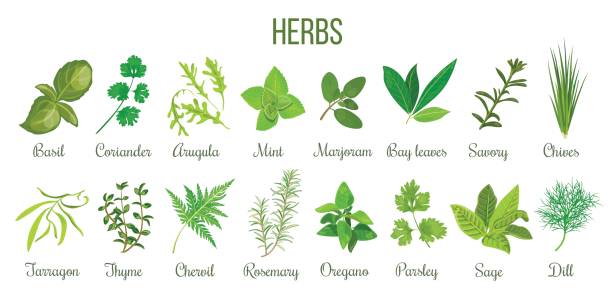 HERBS
Basil Coriander Arugula Mint Marjoram Bay leaves Savory Chives
Tarragon Thyme Chervil Rosemary Oregano Parsley Sage Dill